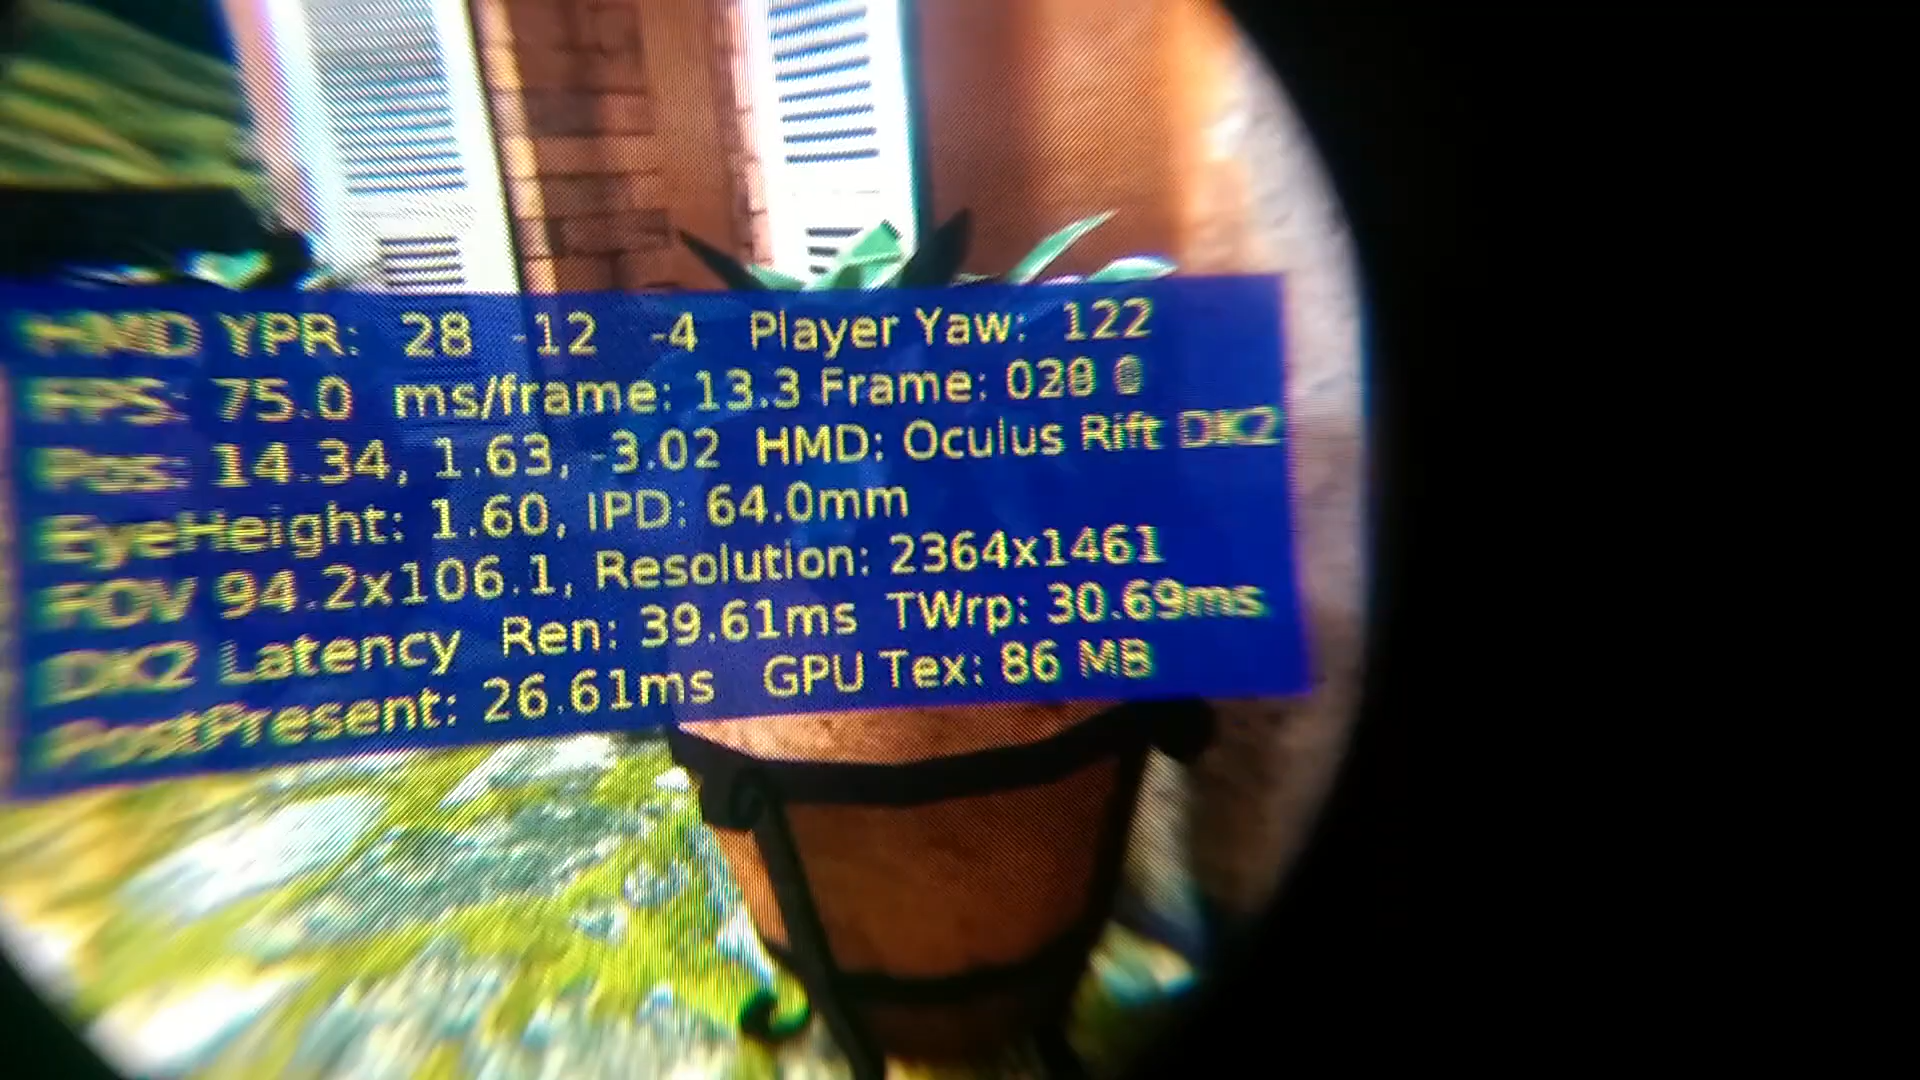 HMD YPR: 28 -12 -4 Player Yaw: 122
FPS: 75.0 ms/frame: 13.3 Frame:
Pos: 14.34, 1.63, -3.02 HMD: Oculus Rift DK2
EyeHeight: 1.60, IPD: 64.0mm
FOV 94.2x106.1, Resolution: 2364x1461
DK2 Latency Ren: 39.61ms TWrp: 30.69ms
PostPresent: 26.61ms GPU Tex: 86 MB